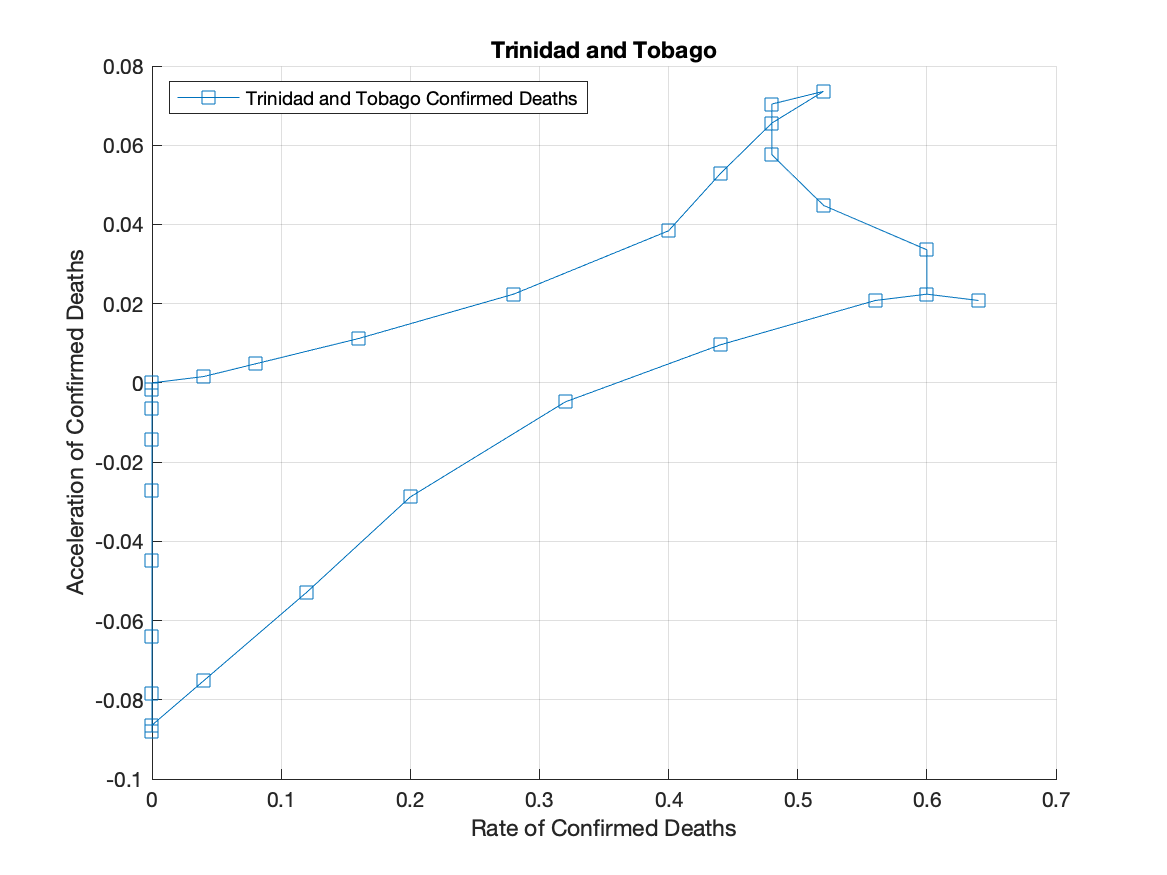 Trinidad and Tobago
Trinidad and Tobago Confirmed Deaths
Acceleration of Confirmed Deaths
0.08
0.06
0.04
0.02
0
-0.02
-0.04
-0.06
-0.08
-0.1
0 0.1 0.2 0.3 0.4 0.5 0.6 0.7
Rate of Confirmed Deaths